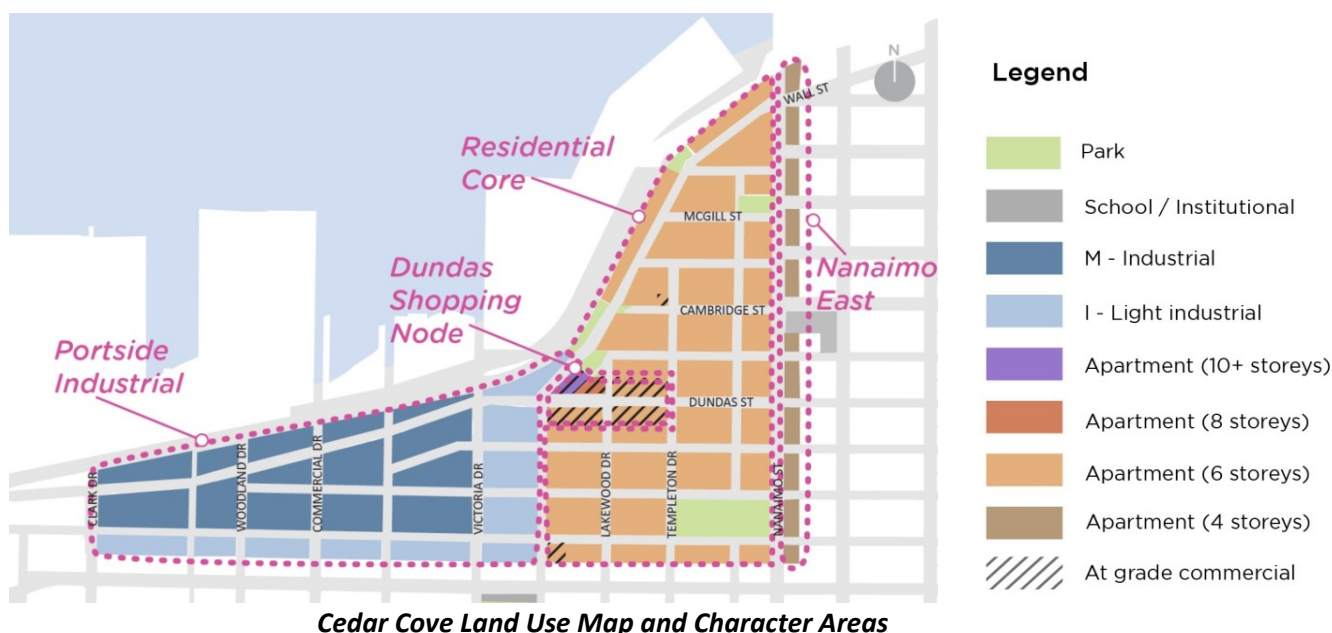 N
WALL ST
Residential
Core
MCGILL ST
Dundas
Shopping
Node
Nanaimo
East
CAMBRIDGE ST
Portside
Industrial
DUNDAS ST
CLARK DR
WOODLAND DR
COMMERCIAL DR
VICTORIA DR
LAKEWOOD DR
TEMPLETON DR
NANAIMO ST
Legend
Park
School / Institutional
M - Industrial
I - Light industrial
Apartment (10+ storeys)
Apartment (8 storeys)
Apartment (6 storeys)
Apartment (4 storeys)
At grade commercial
Cedar Cove Land Use Map and Character Areas